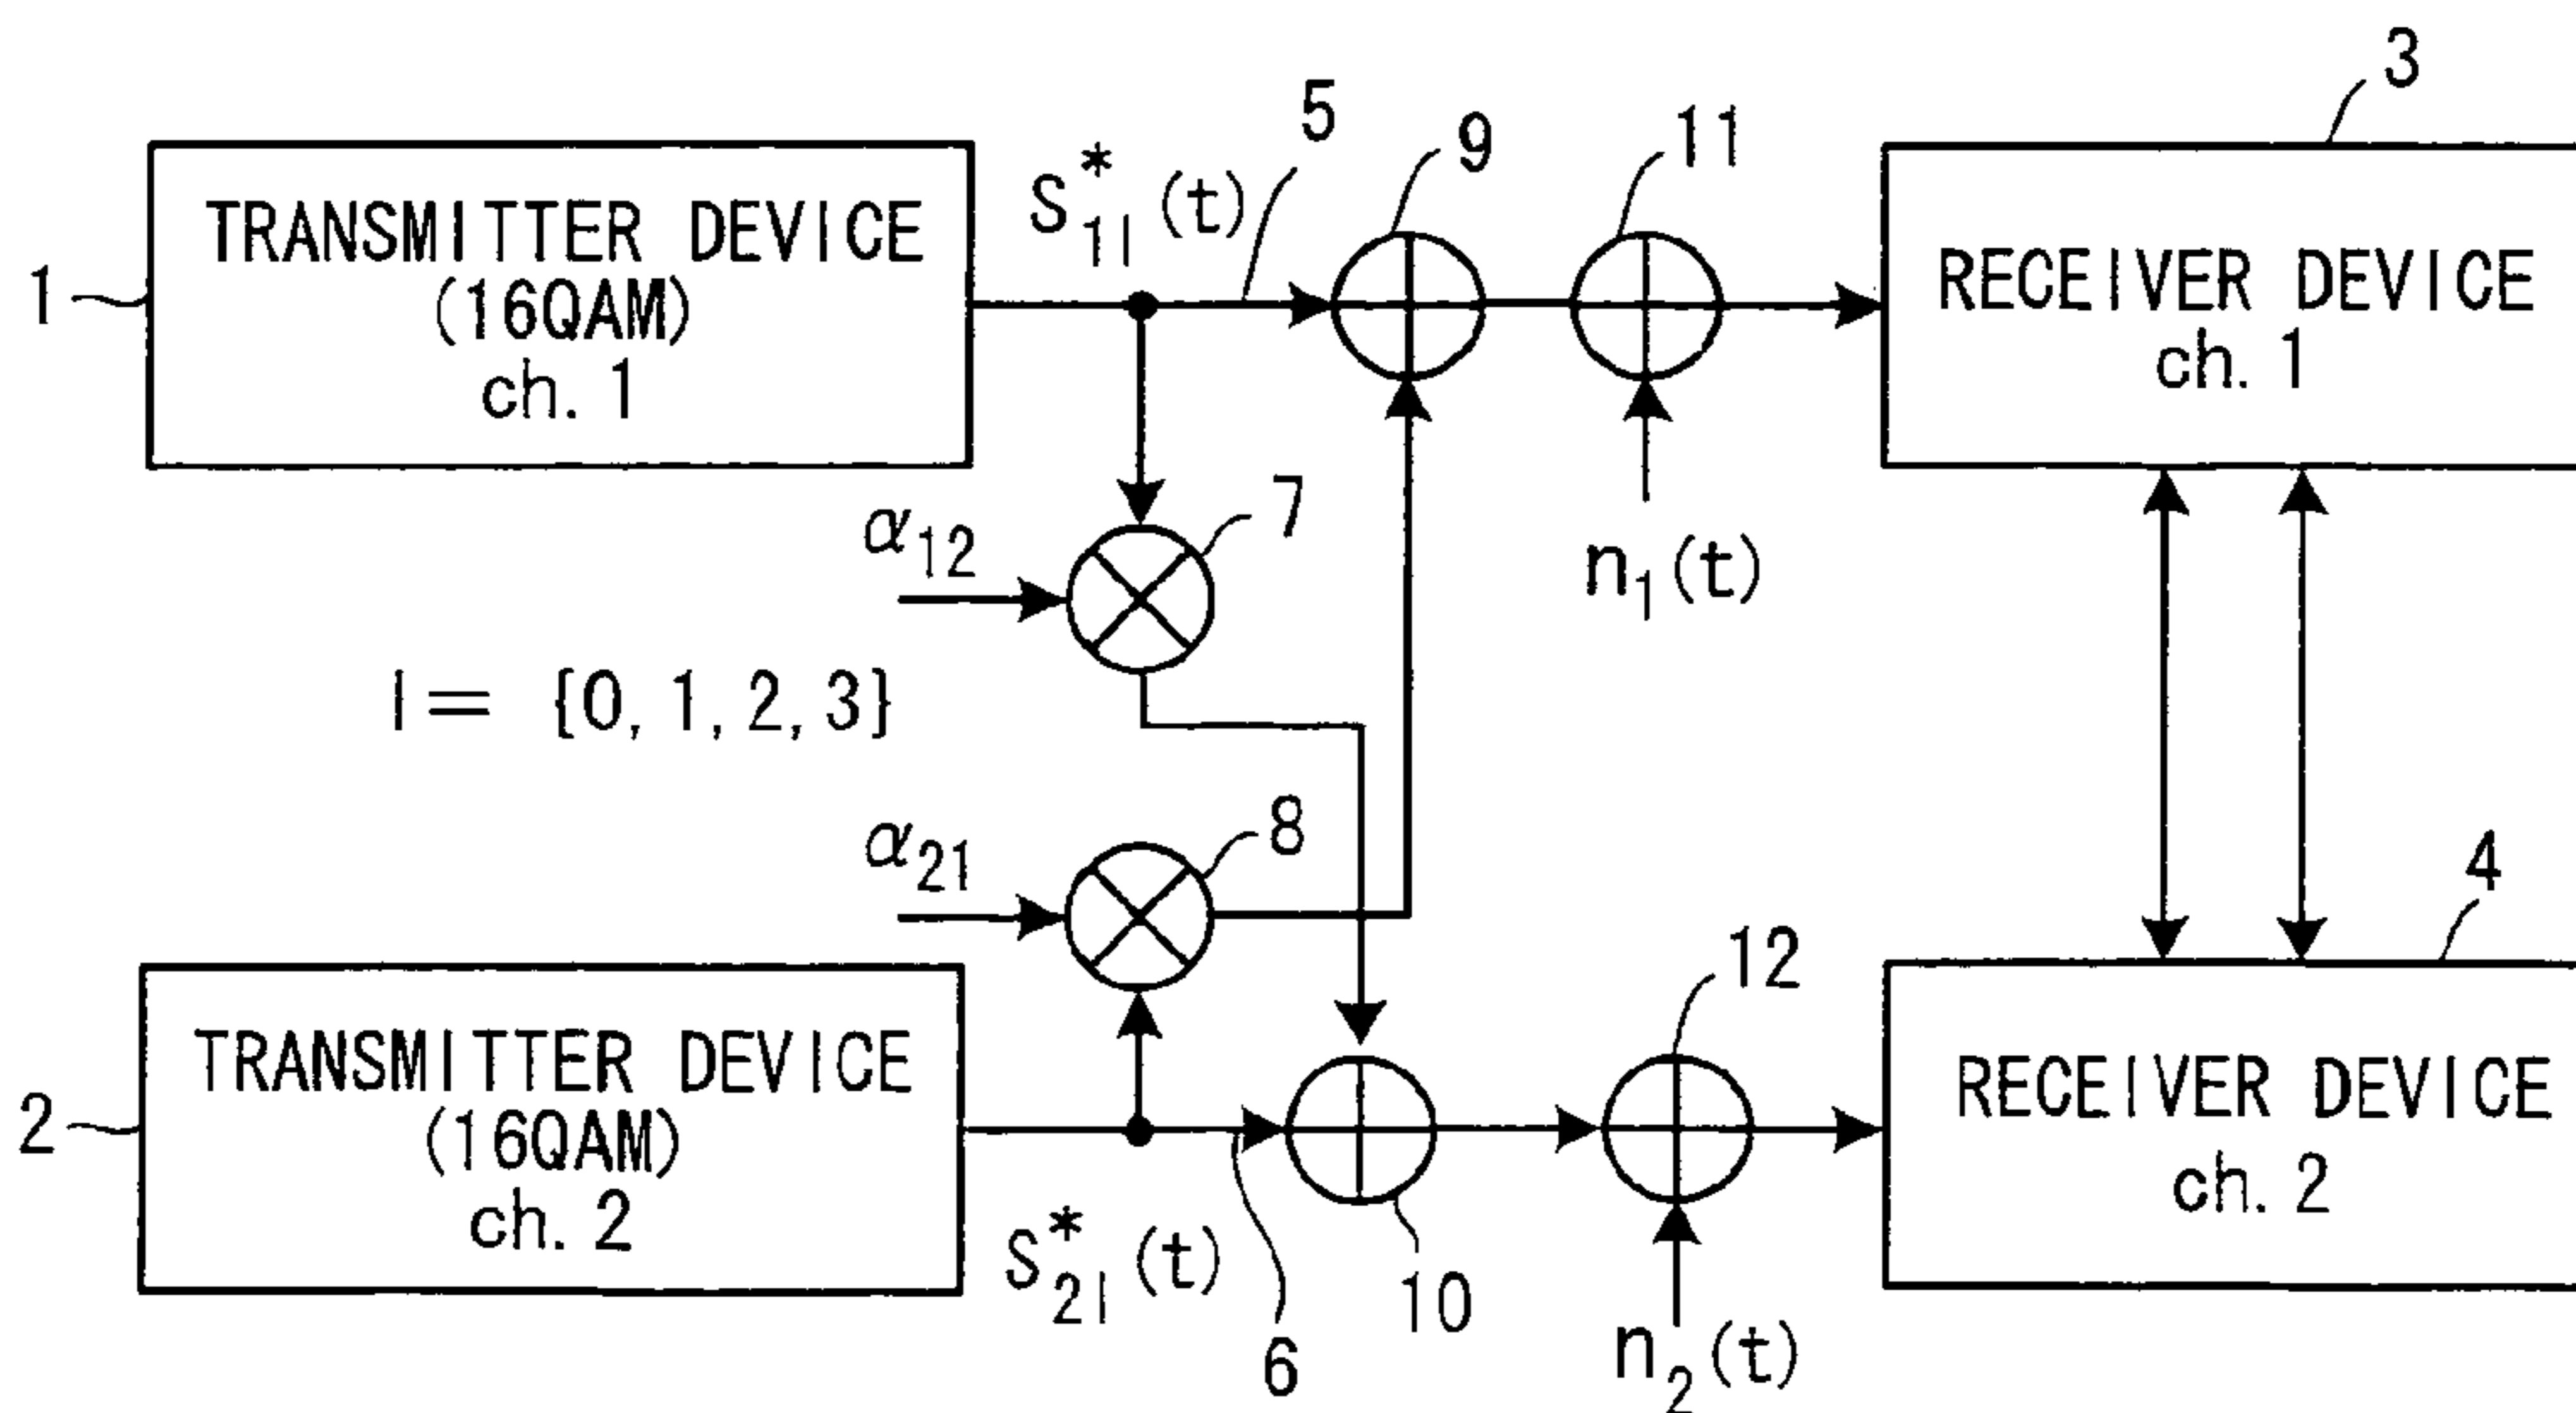 3
5
9
11
1
TRANSMITTER DEVICE
(16QAM)
ch. 1
S*1l (t)
RECEIVER DEVICE
ch. 1
α12
7
n1(t)
l = {0, 1, 2, 3}
α21
8
4
12
2
TRANSMITTER DEVICE
(16QAM)
ch. 2
S*2l (t)
6
10
n2(t)
RECEIVER DEVICE
ch. 2